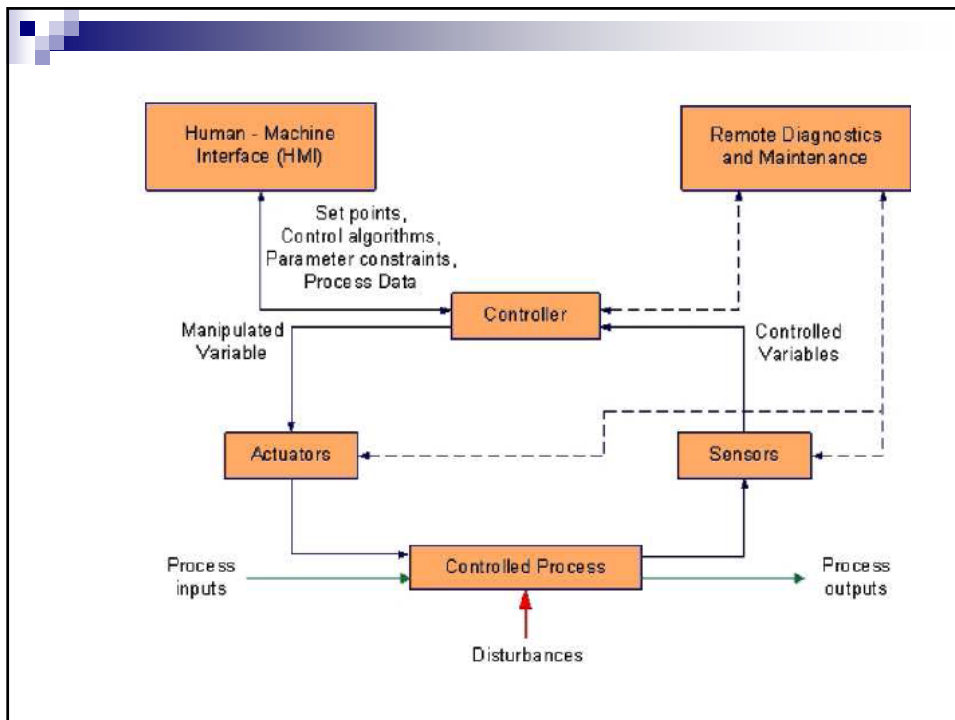 Human - Machine
Interface (HMI)
Remote Diagnostics
and Maintenance
Set points,
Control algorithms,
Parameter constraints,
Process Data
Controller
Manipulated
Variable
Controlled
Variables
Actuators
Sensors
Process
inputs
Controlled Process
Process
outputs
Disturbances